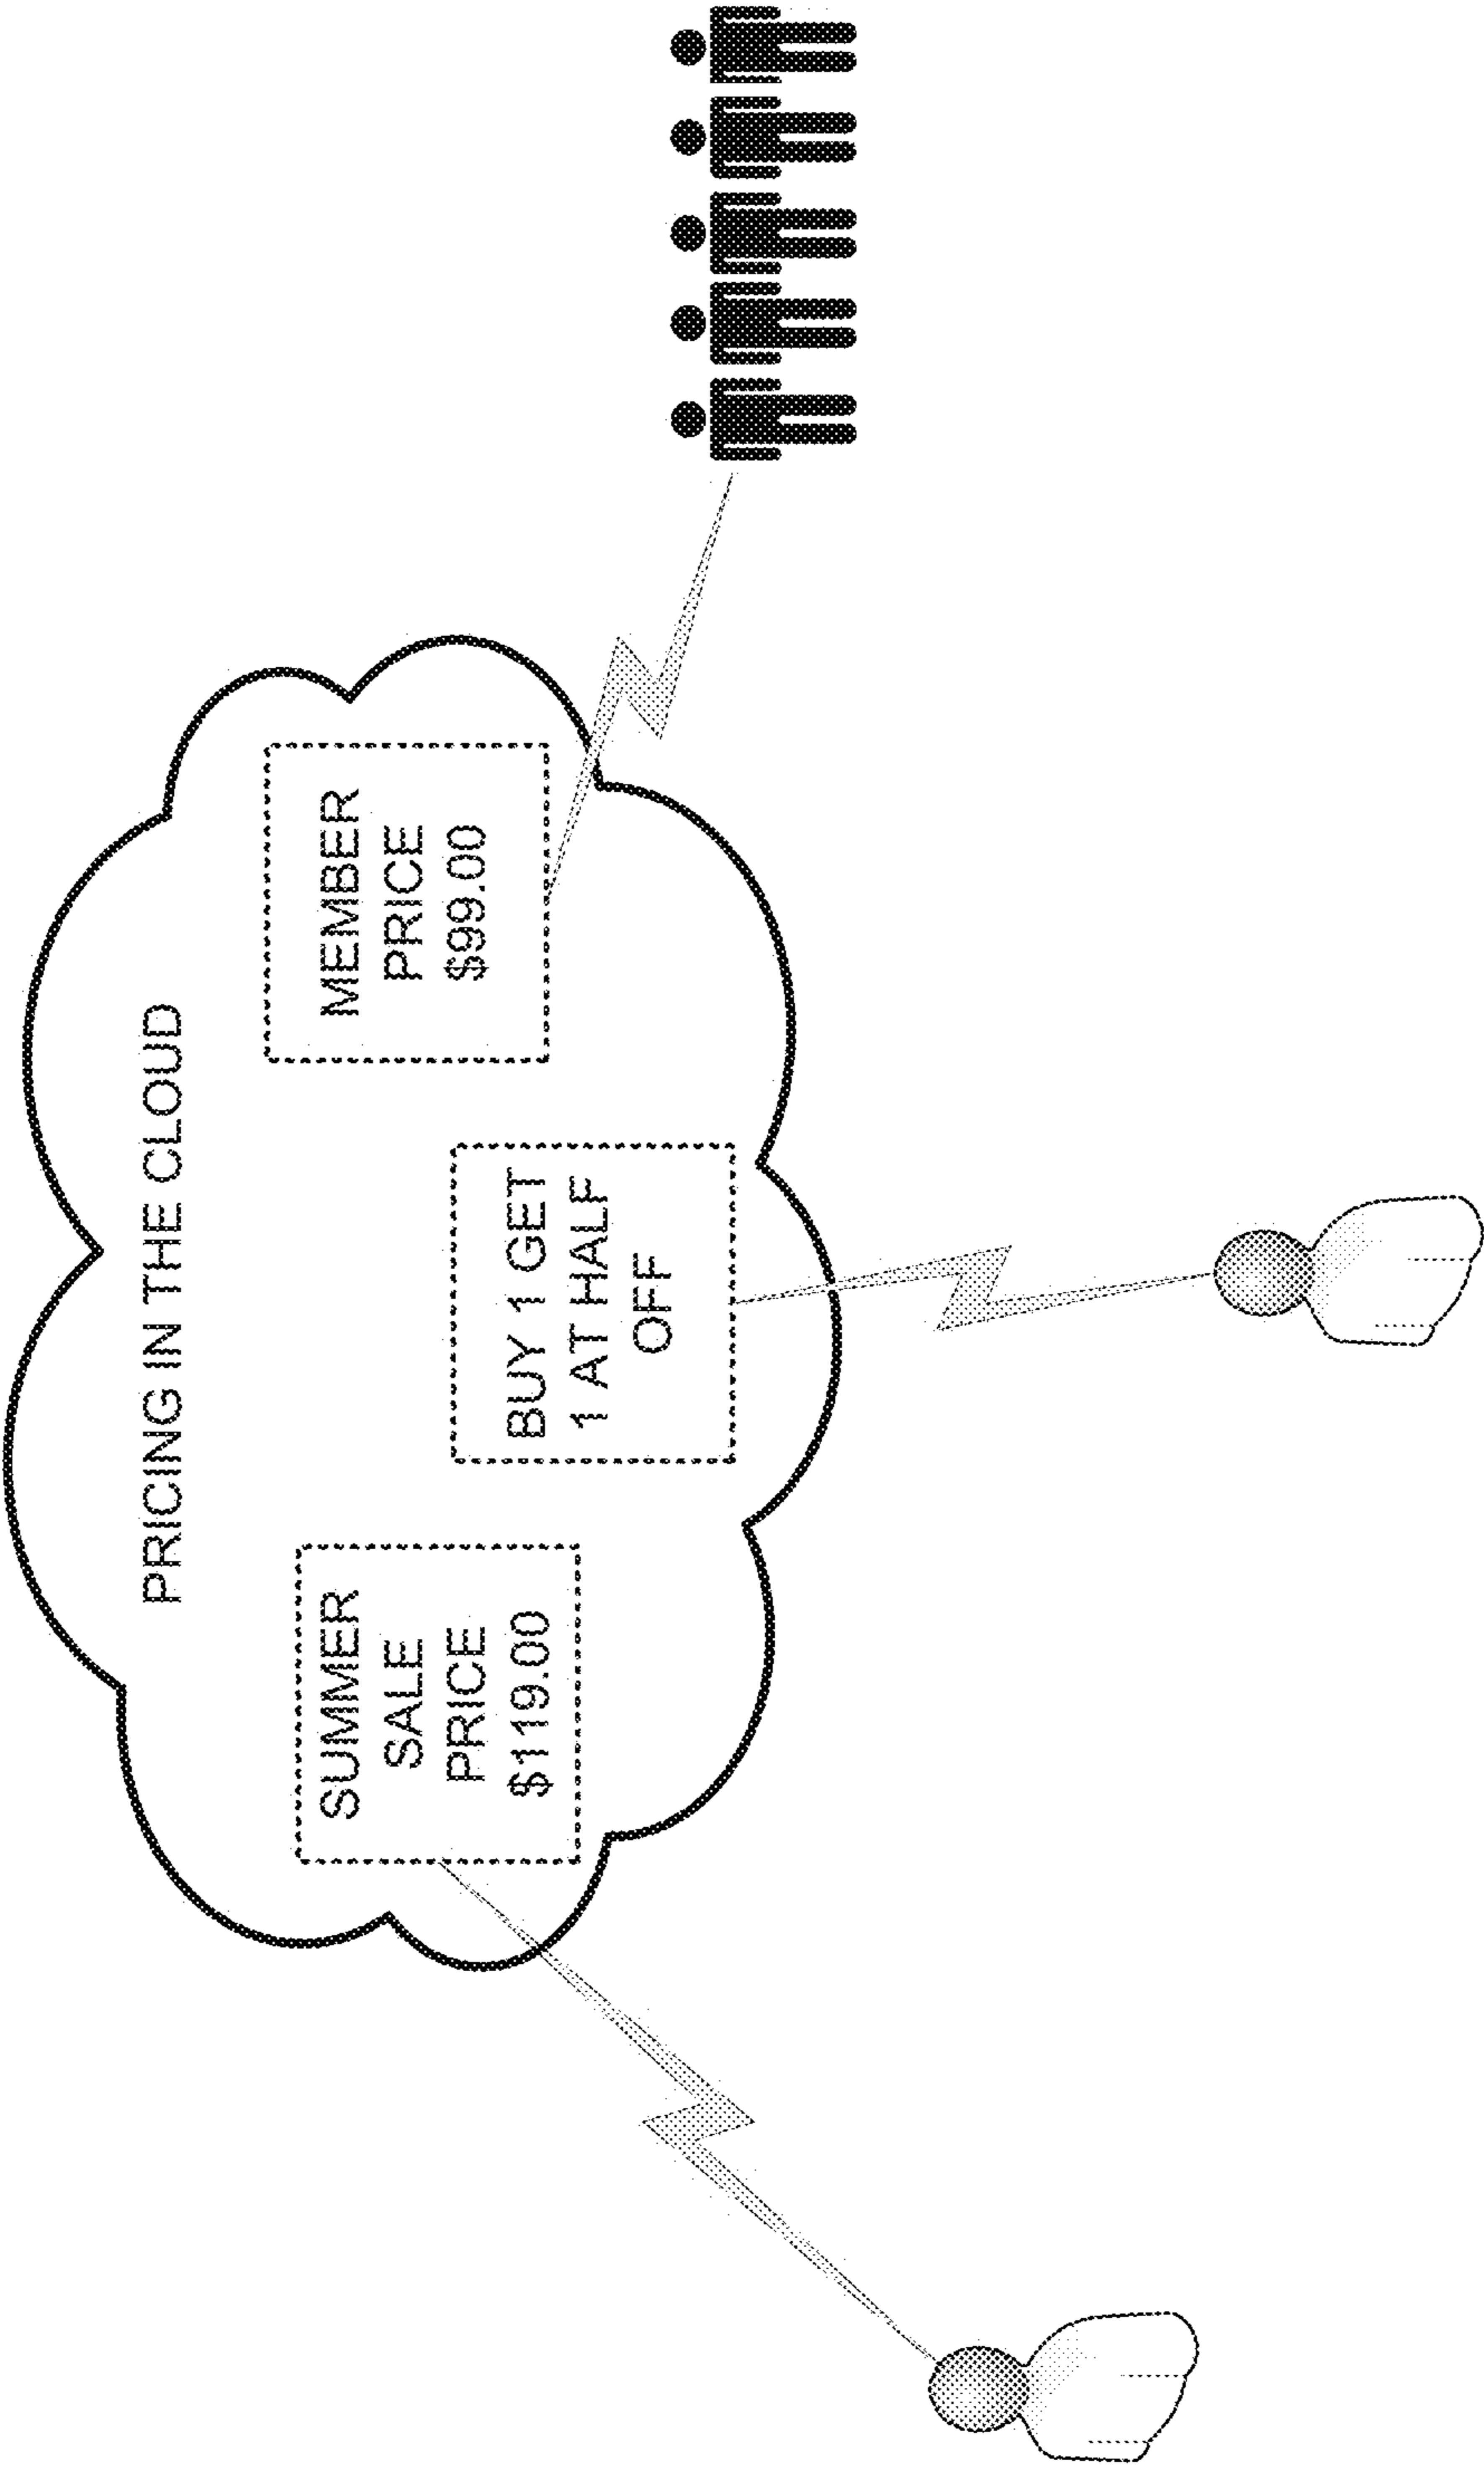 PRICING IN THE CLOUD
SUMMER
SALE
PRICE
$119.00
BUY 1 GET
1 AT HALF
OFF
MEMBER
PRICE
$99.00